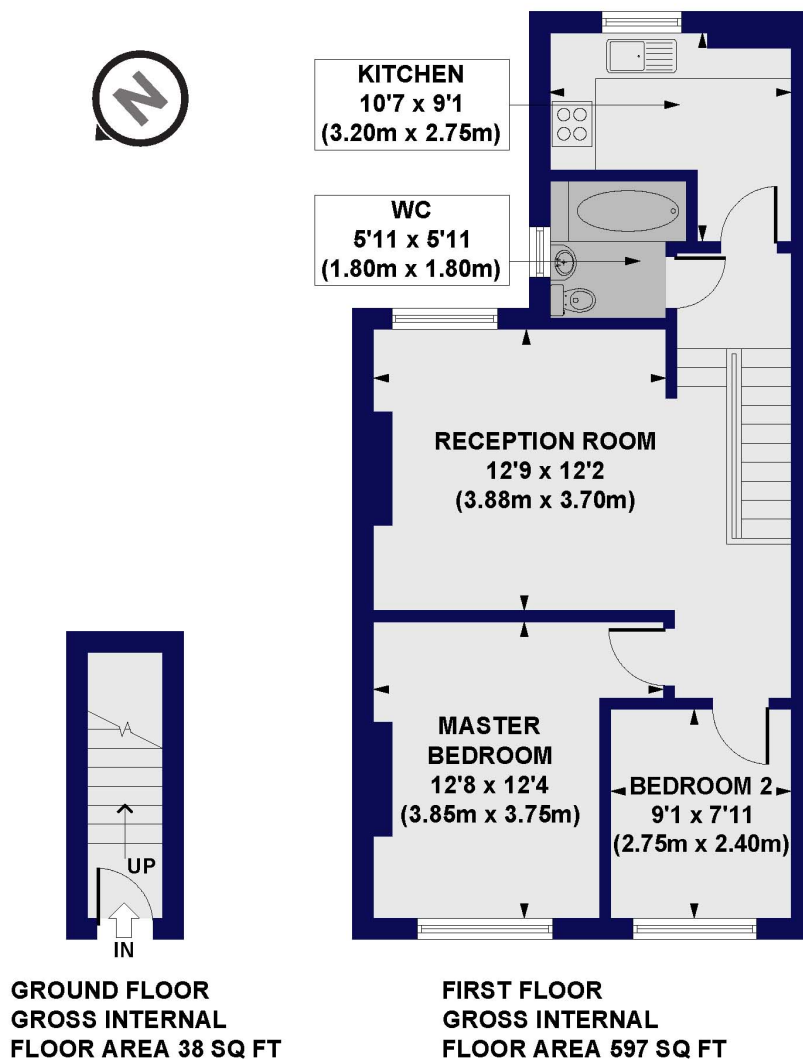 N
KITCHEN
10'7 x 9'1
(3.20m x 2.75m)
WC
5'11 x 5'11
(1.80m x 1.80m)
RECEPTION ROOM
12'9 x 12'2
(3.88m x 3.70m)
MASTER
BEDROOM
12'8 x 12'4
(3.85m x 3.75m)
BEDROOM 2
9'1 x 7'11
(2.75m x 2.40m)
UP
IN
GROUND FLOOR
GROSS INTERNAL
FLOOR AREA 38 SQ FT
FIRST FLOOR
GROSS INTERNAL
FLOOR AREA 597 SQ FT